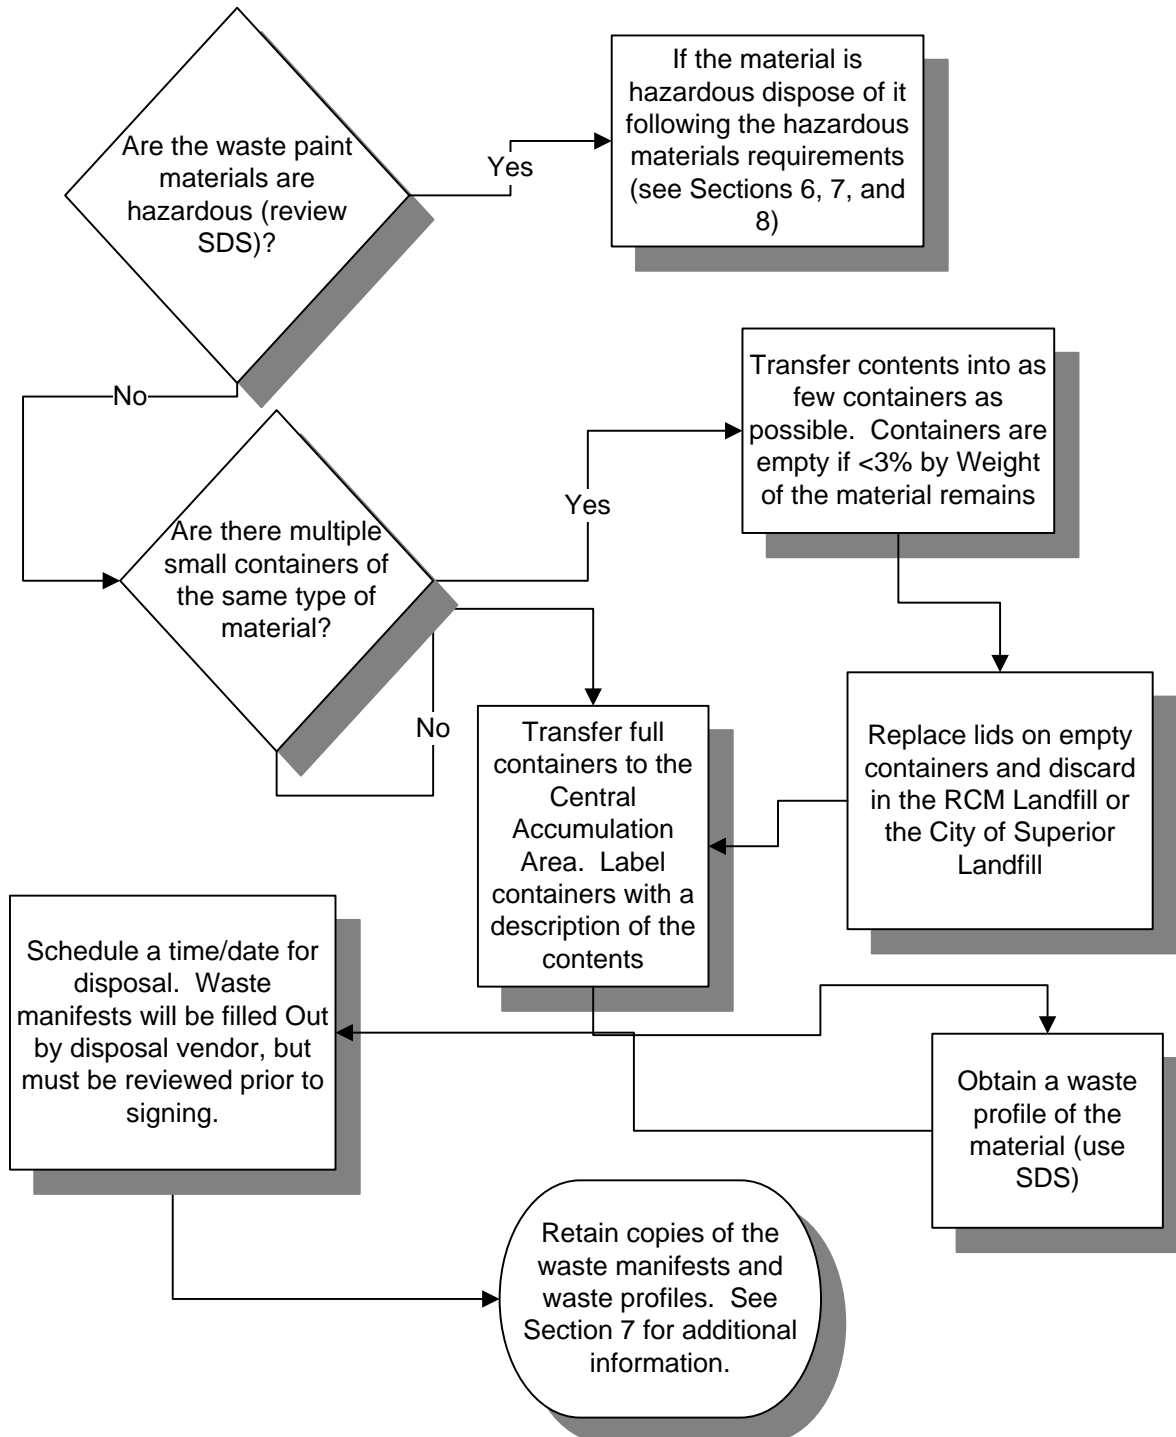 Are the waste paint
materials are
hazardous (review
SDS)?
Yes
If the material is
hazardous dispose of it
following the hazardous
materials requirements
(see Sections 6, 7, and
8)
No
Are there multiple
small containers of
the same type of
material?
Yes
Transfer contents into as
few containers as
possible.  Containers are
empty if <3% by Weight
of the material remains
No
Transfer full
containers to the
Central
Accumulation
Area.  Label
containers with a
description of the
contents
Replace lids on empty
containers and discard
in the RCM Landfill or
the City of Superior
Landfill
Schedule a time/date for
disposal.  Waste
manifests will be filled Out
by disposal vendor, but
must be reviewed prior to
signing.
Obtain a waste
profile of the
material (use
SDS)
Retain copies of the
waste manifests and
waste profiles.  See
Section 7 for additional
information.